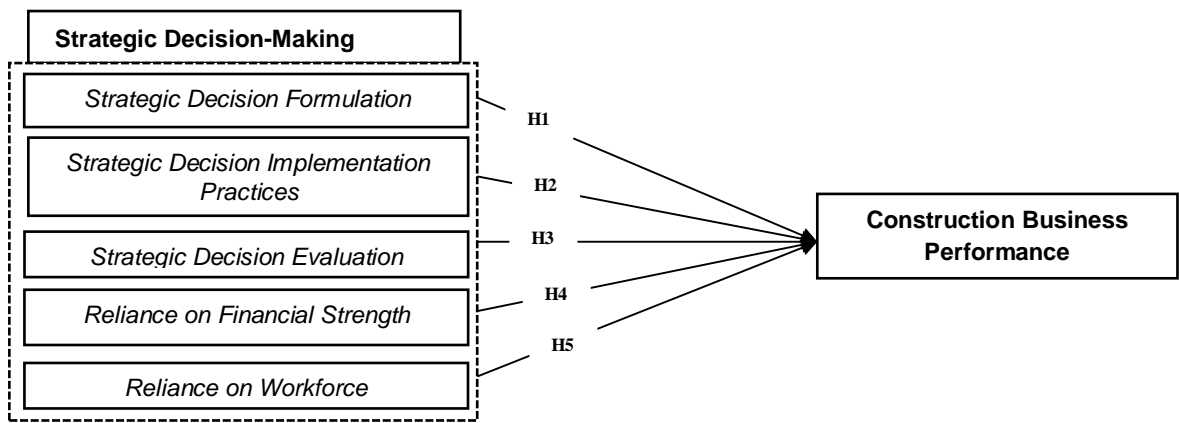 Strategic Decision-Making
Strategic Decision Formulation
H1
Strategic Decision Implementation
Practices
H2
Strategic Decision Evaluation
H3
Reliance on Financial Strength
H4
Reliance on Workforce
H5
Construction Business
Performance